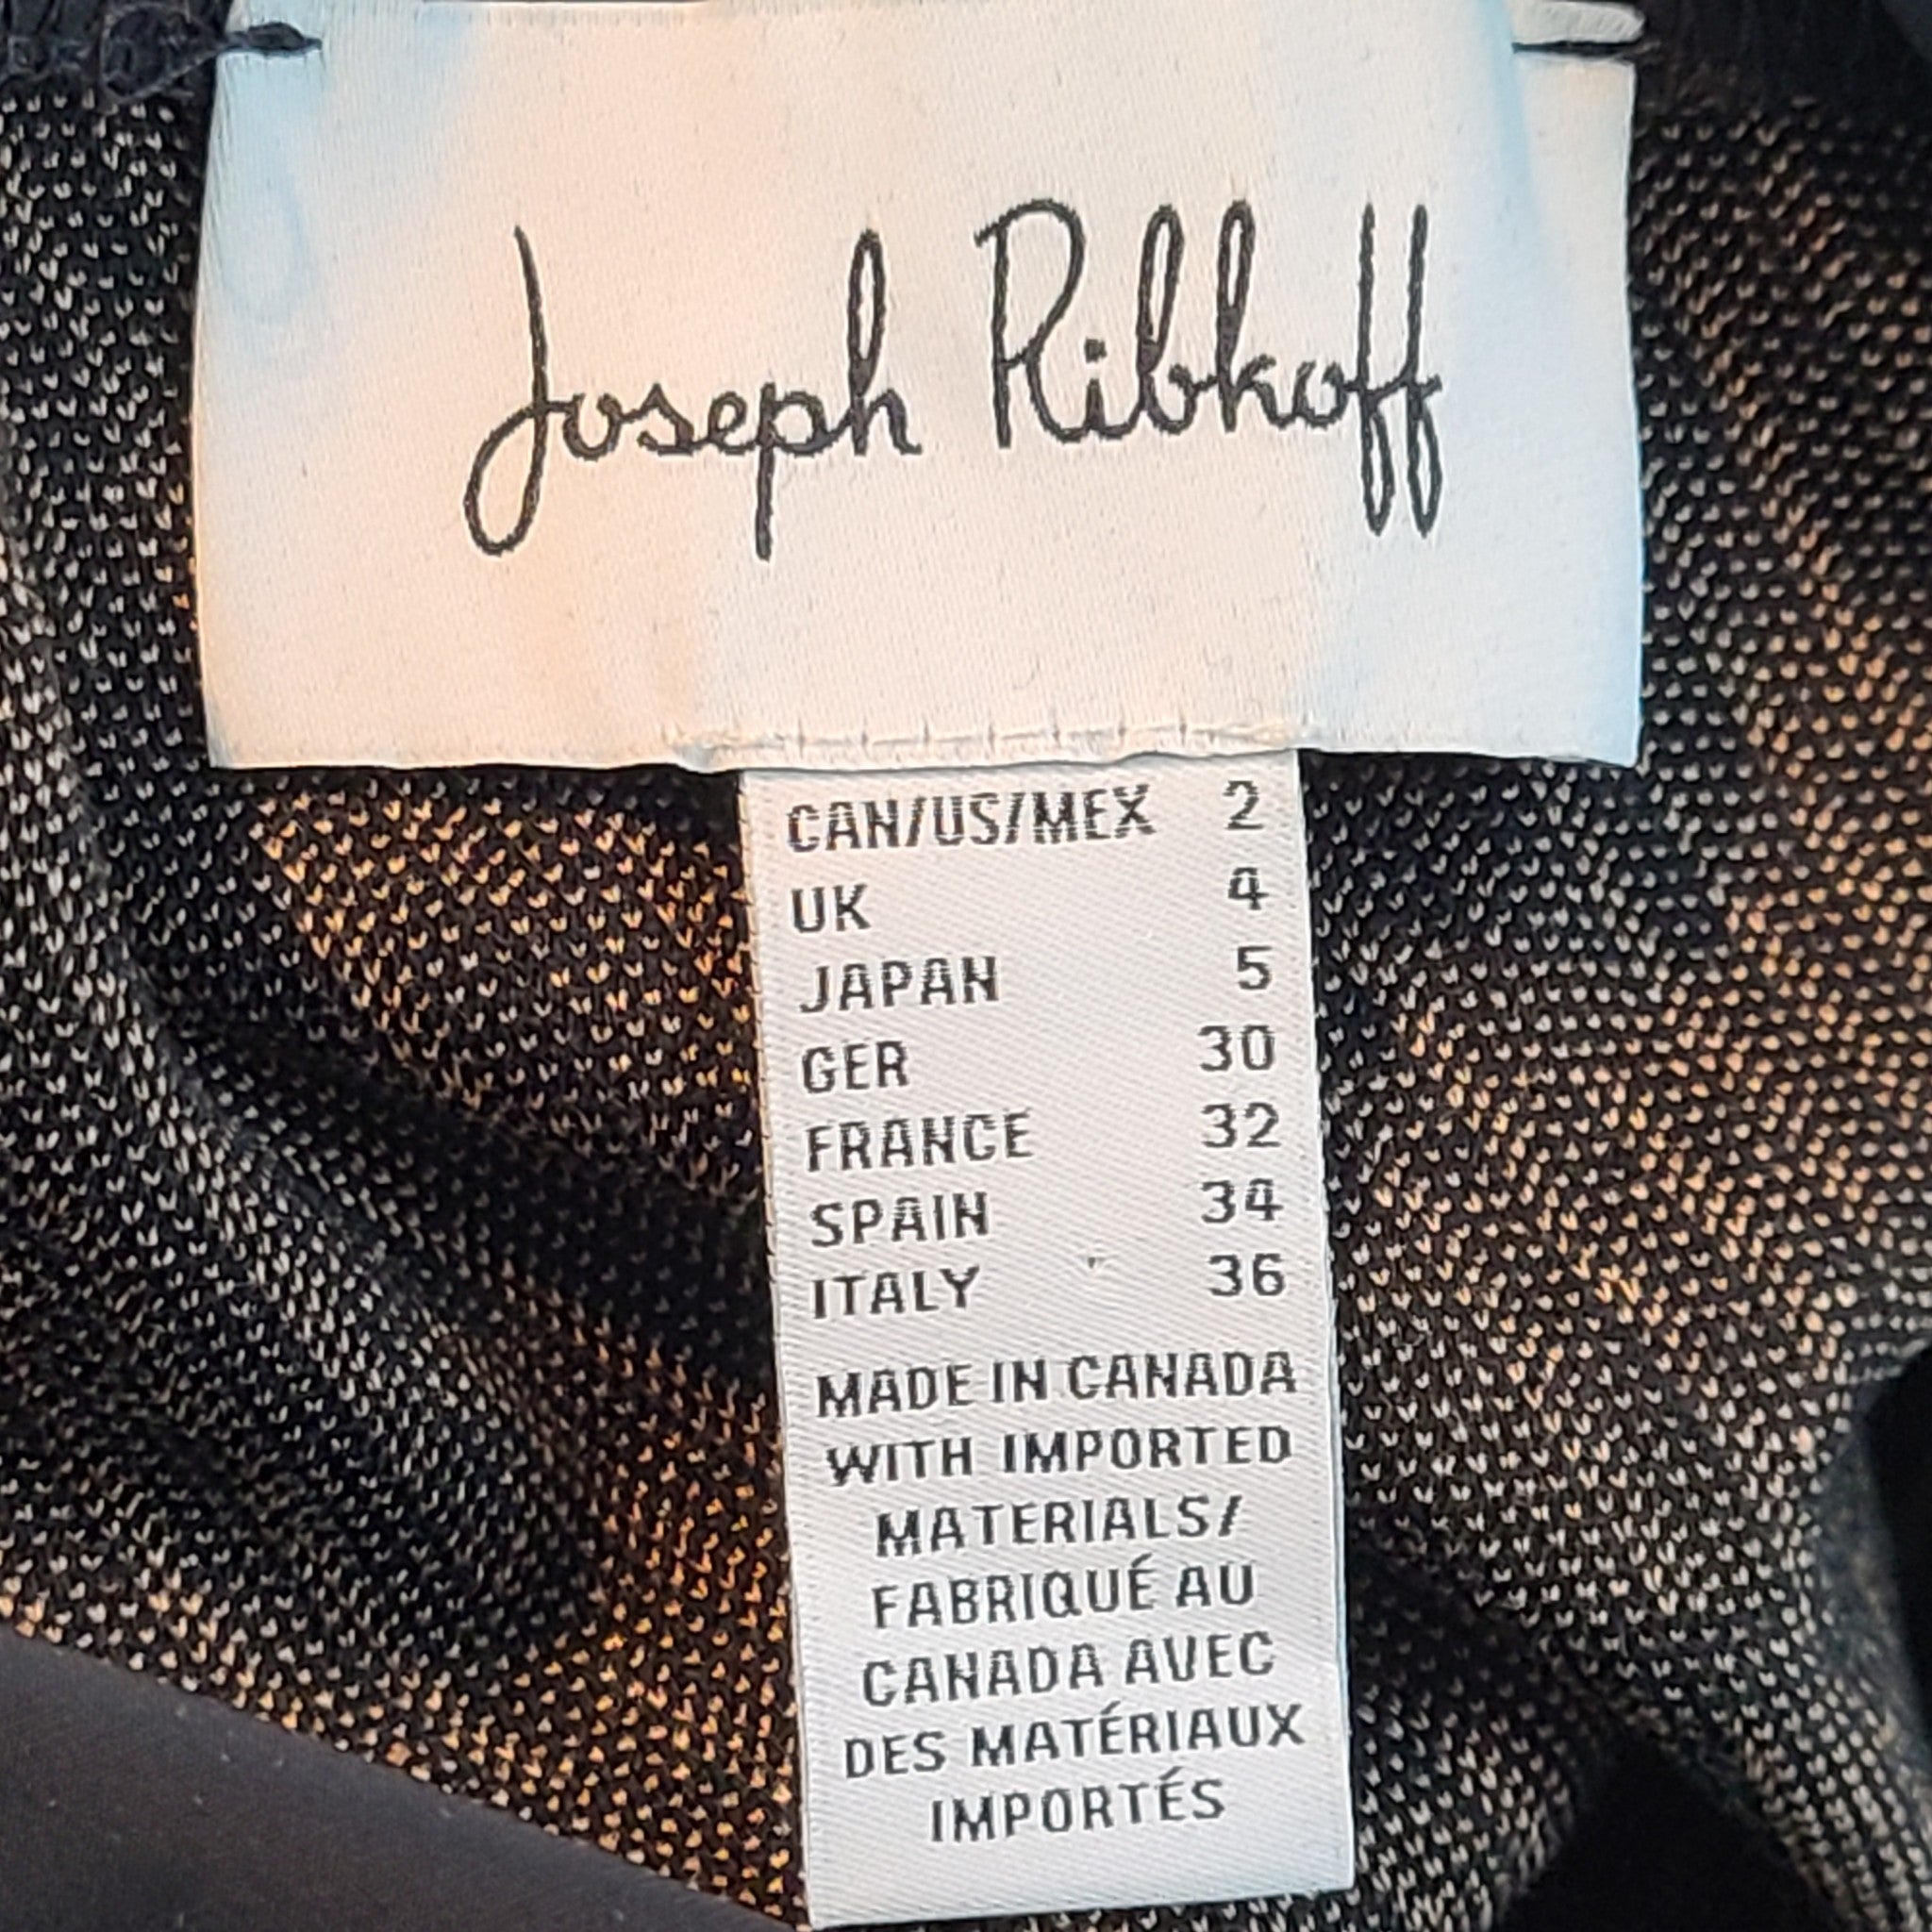 Joseph Ribkoff
CAN/US/MEX 2
UK 4
JAPAN 5
GER 30
FRANCE 32
SPAIN 34
ITALY 36
MADE IN CANADA
WITH IMPORTED
MATERIALS/
FABRIQUÉ AU
CANADA AVEC
DES MATÉRIAUX
IMPORTÉS